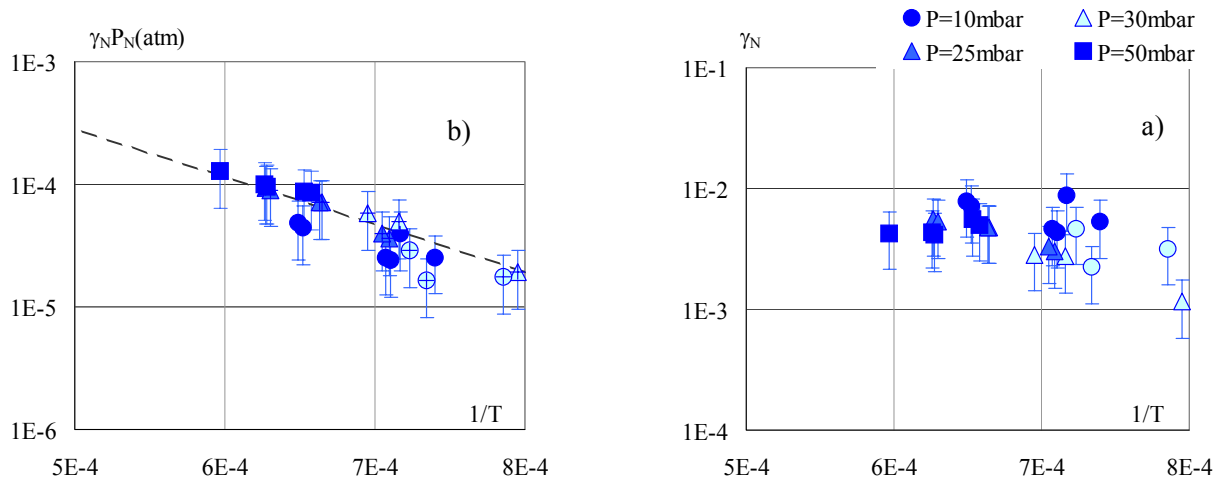 γNPN(atm)
1E-3
1E-4
1E-5
1E-6
5E-4
6E-4
7E-4
8E-4
1/T
b)
γN
P=10mbar
P=30mbar
P=25mbar
P=50mbar
1E-1
1E-2
1E-3
1E-4
5E-4
6E-4
7E-4
8E-4
1/T
a)